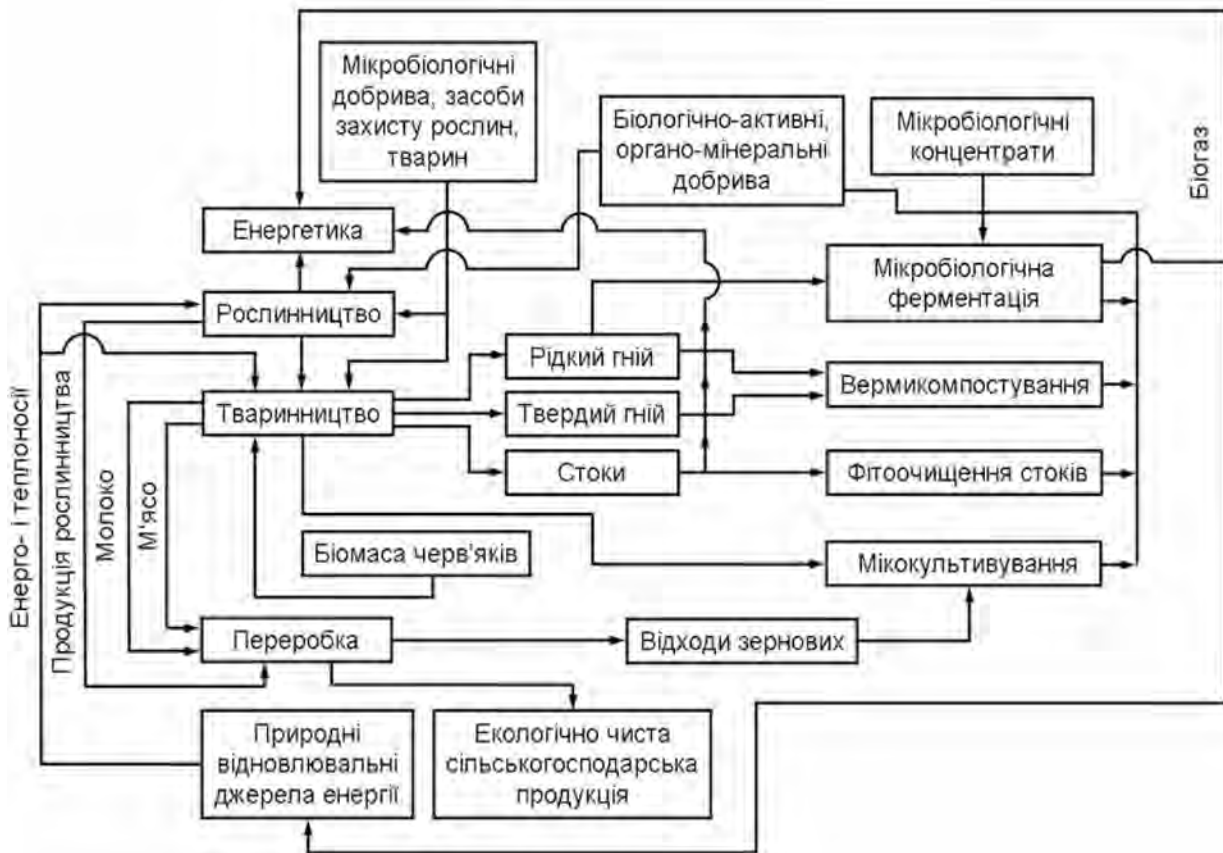 Мікробіологічні
добрива, засоби
захисту рослин,
тварин
Біологічно-активні,
органо-мінеральні
добрива
Мікробіологічні
концентрати
Біогаз
Енергетика
Мікробіологічна
ферментація
Рослинництво
Рідкий гній
Вермикомпостування
Тваринництво
Твердий гній
Стоки
Фітоочищення стоків
Енерго- і теплоносії
Продукція рослинництва
Молоко
М'ясо
Біомаса черв'яків
Мікокультивування
Переробка
Відходи зернових
Природні
відновлювальні
джерела енергії
Екологічно чиста
сільськогосподарська
продукція